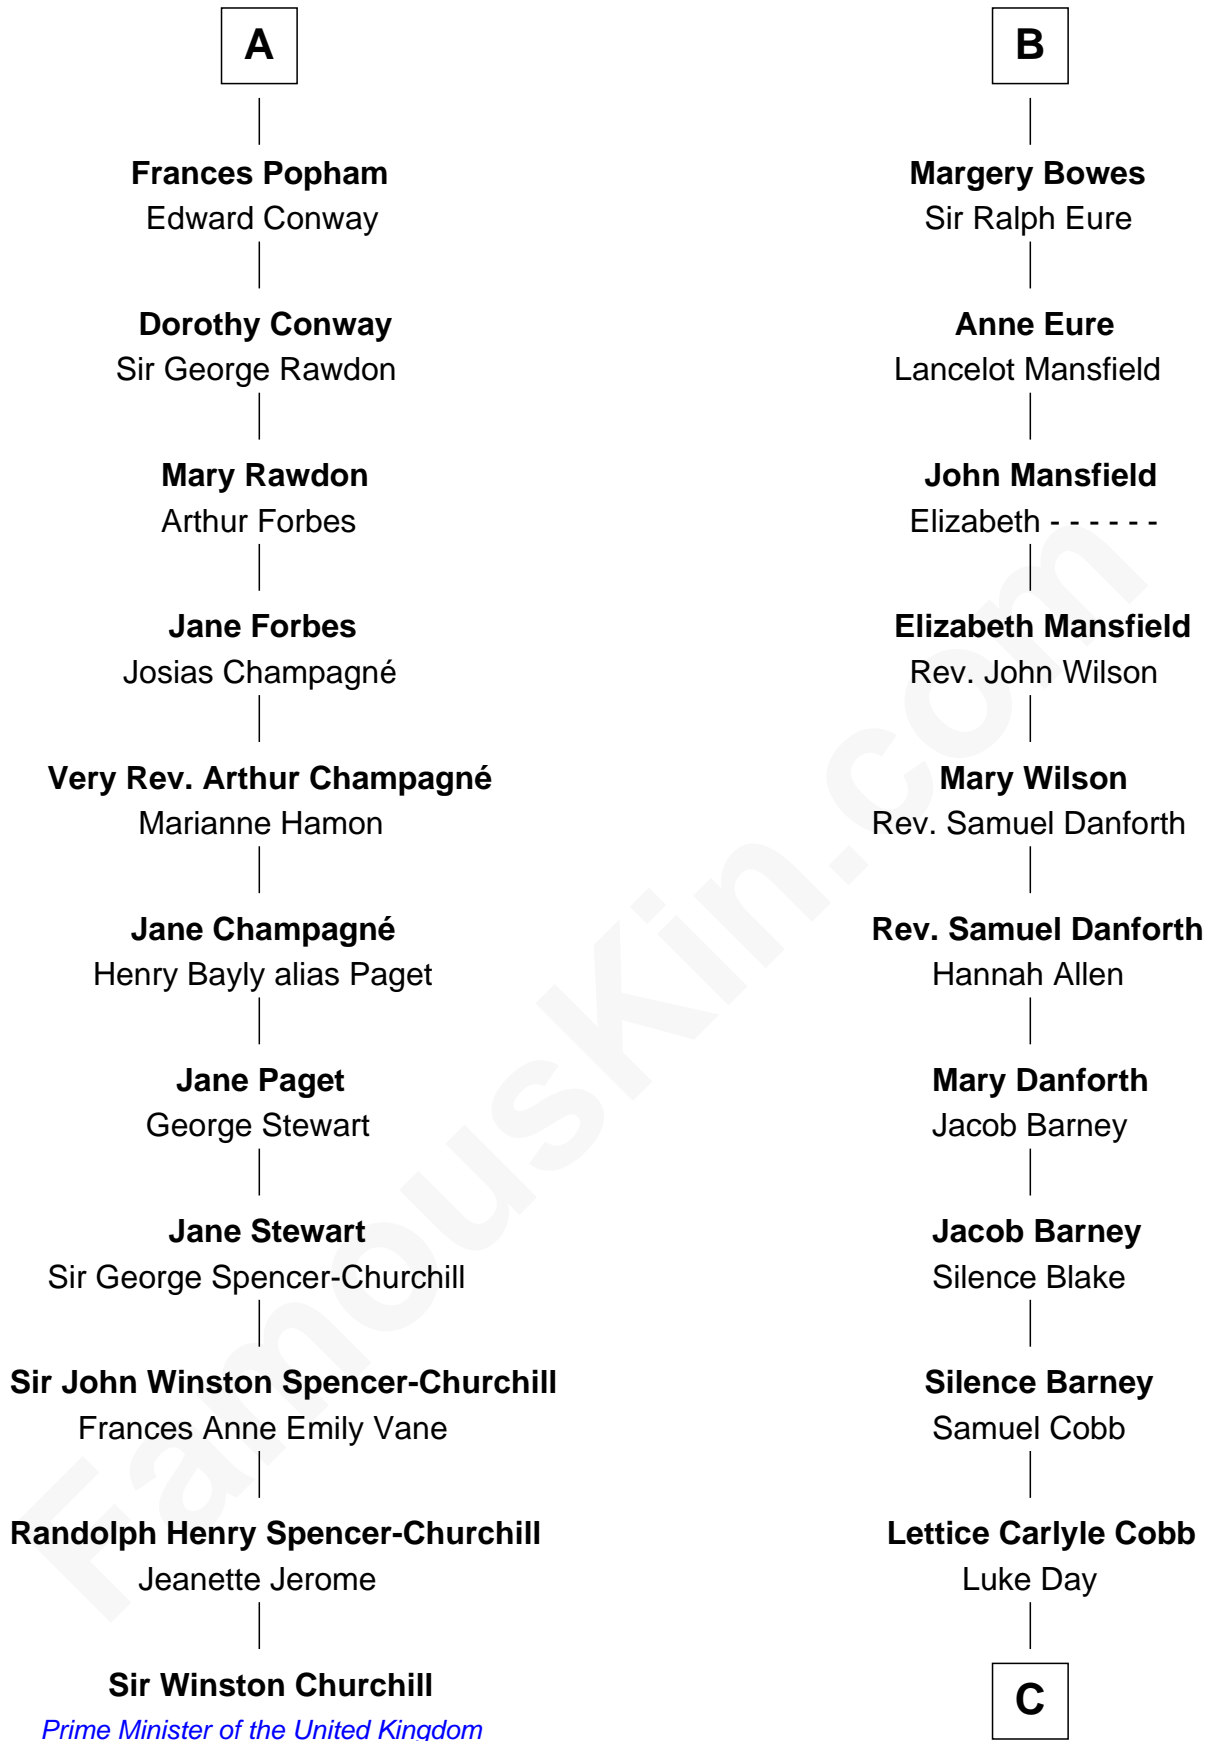 A
Frances Popham
Edward Conway
Dorothy Conway
Sir George Rawdon
Mary Rawdon
Arthur Forbes
Jane Forbes
Josias Champagné
Very Rev. Arthur Champagné
Marianne Hamon
Jane Champagné
Henry Bayly alias Paget
Jane Paget
George Stewart
Jane Stewart
Sir George Spencer-Churchill
Sir John Winston Spencer-Churchill
Frances Anne Emily Vane
Randolph Henry Spencer-Churchill
Jeanette Jerome
Sir Winston Churchill
Prime Minister of the United Kingdom
B
Margery Bowes
Sir Ralph Eure
Anne Eure
Lancelot Mansfield
John Mansfield
Elizabeth - - - - - -
Elizabeth Mansfield
Rev. John Wilson
Mary Wilson
Rev. Samuel Danforth
Rev. Samuel Danforth
Hannah Allen
Mary Danforth
Jacob Barney
Jacob Barney
Silence Blake
Silence Barney
Samuel Cobb
Lettice Carlyle Cobb
Luke Day
C
FamousKin.com